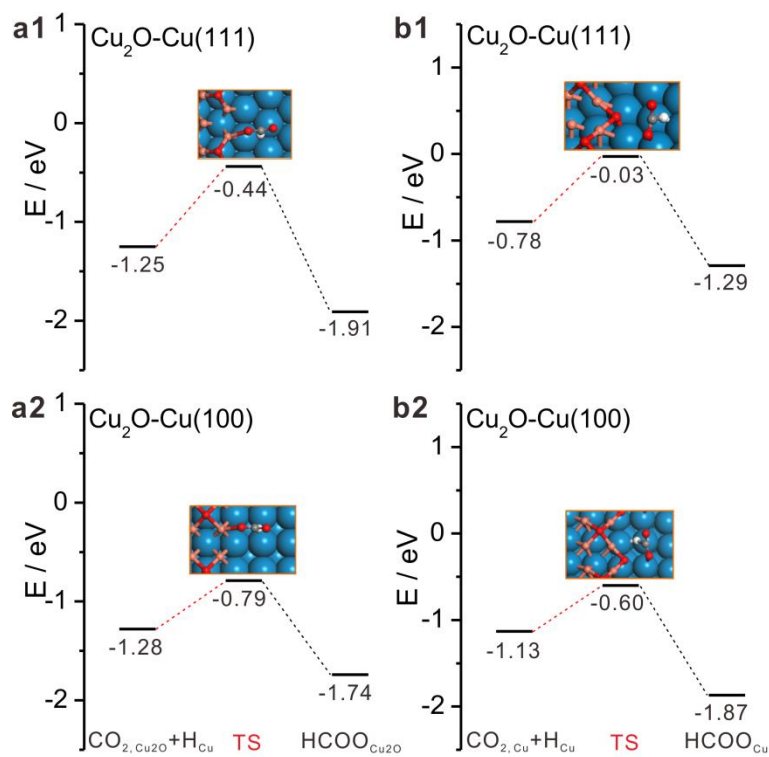 a1
Cu₂O-Cu(111)
1
0
-1
-2
E / eV
-1.25
-0.44
-1.91
b1
Cu₂O-Cu(111)
1
0
-1
-2
E / eV
-0.78
-0.03
-1.29
a2
Cu₂O-Cu(100)
1
0
-1
-2
E / eV
-1.28
-0.79
-1.74
CO₂,Cu2O+HCu TS HCOOCu2O
b2
Cu₂O-Cu(100)
1
0
-1
-2
E / eV
-1.13
-0.60
-1.87
CO₂,Cu+HCu TS HCOOCu